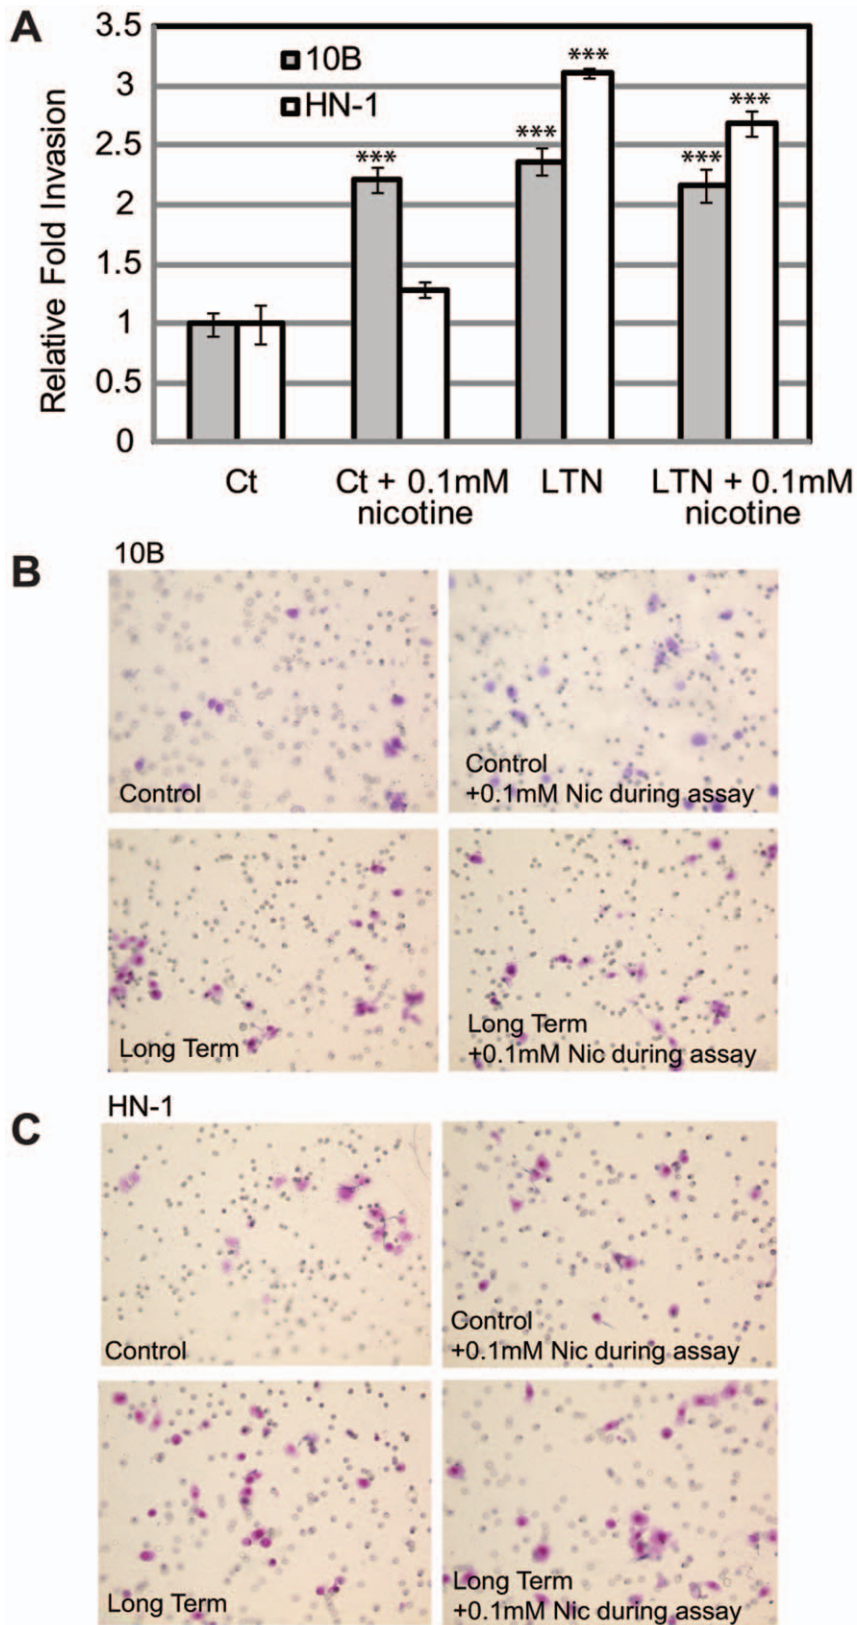 A
3.5
3
2.5
2
1.5
1
0.5
0
Relative Fold Invasion
10B
HN-1
***
***
***
***
***
Ct
Ct + 0.1mM
nicotine
LTN
LTN + 0.1mM
nicotine
B
10B
Control
Control
+0.1mM Nic during assay
Long Term
Long Term
+0.1mM Nic during assay
C
HN-1
Control
Control
+0.1mM Nic during assay
Long Term
Long Term
+0.1mM Nic during assay